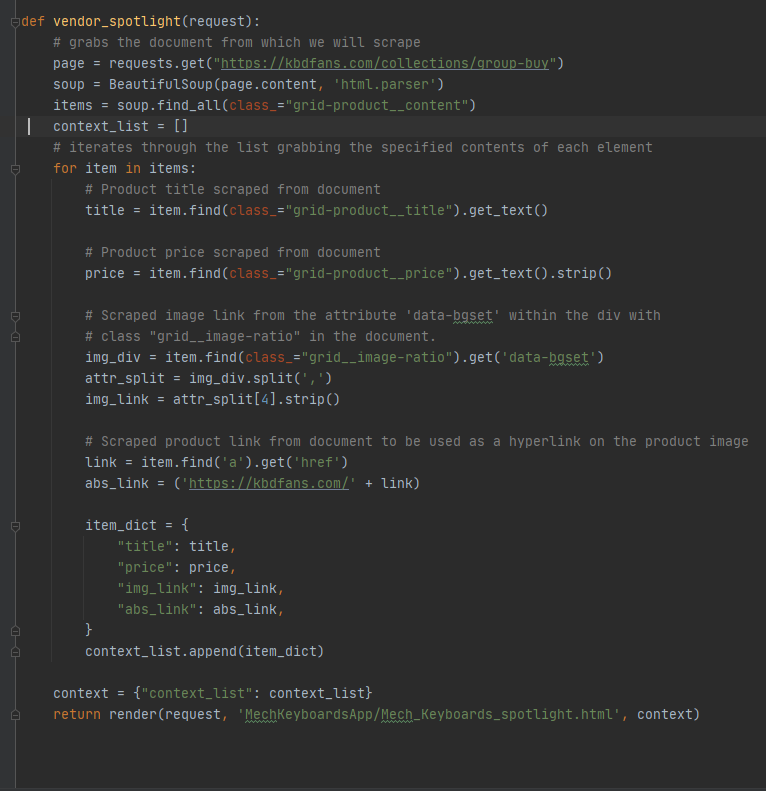 def vendor_spotlight(request):
    # grabs the document from which we will scrape
    page = requests.get("https://kbdfans.com/collections/group-buy")
    soup = BeautifulSoup(page.content, 'html.parser')
    items = soup.find_all(class_="grid-product__content")
    context_list = []
    # iterates through the list grabbing the specified contents of each element
    for item in items:
        # Product title scraped from document
        title = item.find(class_="grid-product__title").get_text()

        # Product price scraped from document
        price = item.find(class_="grid-product__price").get_text().strip()

        # Scraped image link from the attribute 'data-bgset' within the div with
        # class "grid__image-ratio" in the document.
        img_div = item.find(class_="grid__image-ratio").get('data-bgset')
        attr_split = img_div.split(',')
        img_link = attr_split[4].strip()

        # Scraped product link from document to be used as a hyperlink on the product image
        link = item.find('a').get('href')
        abs_link = ('https://kbdfans.com/' + link)

        item_dict = {
            "title": title,
            "price": price,
            "img_link": img_link,
            "abs_link": abs_link,
        }
        context_list.append(item_dict)

    context = {"context_list": context_list}
    return render(request, 'MechKeyboardsApp/Mech_Keyboards_spotlight.html', context)